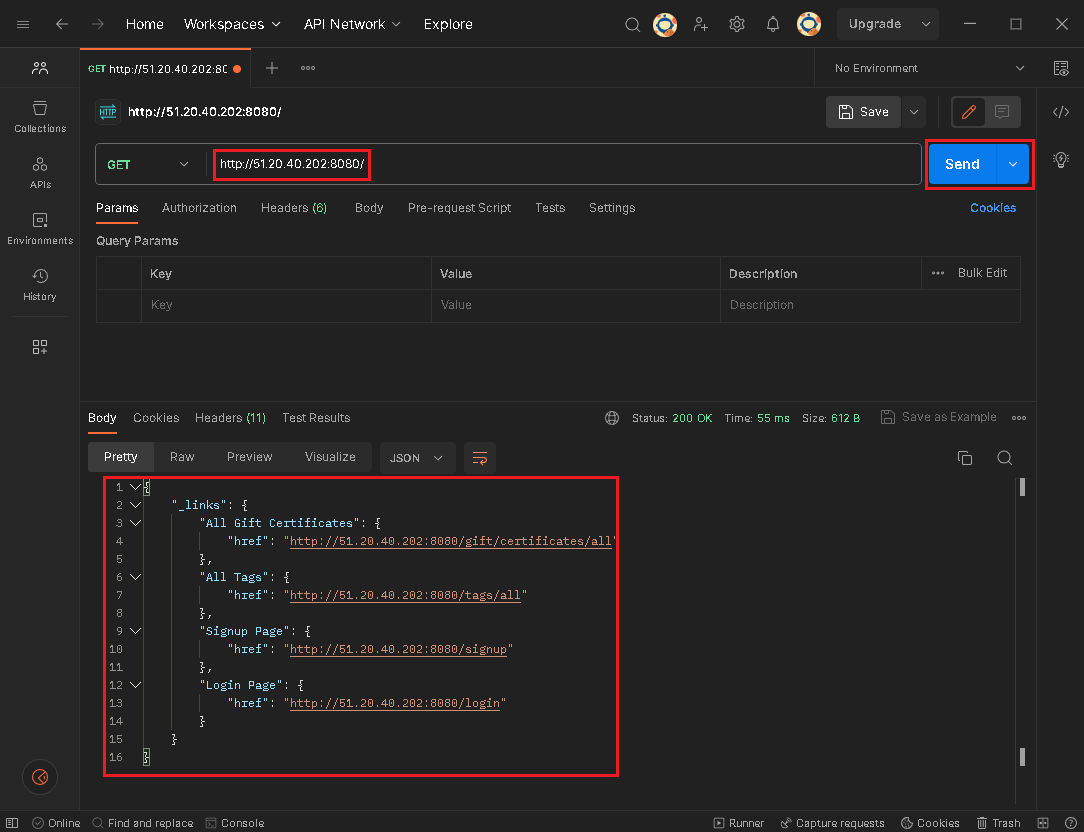 Home Workspaces API Network Explore Upgrade
GET http://51.20.40.202:8C No Environment
HTTP http://51.20.40.202:8080/ Save
Collections
APIs
Environments
History
GET http://51.20.40.202:8080/ Send
Params Authorization Headers (6) Body Pre-request Script Tests Settings Cookies
Query Params
Key Value Description Bulk Edit
Key Value Description
Body Cookies Headers (11) Test Results Status: 200 OK Time: 55 ms Size: 612 B Save as Example
Pretty Raw Preview Visualize JSON
1 {
2 "_links": {
3 "All Gift Certificates": {
4 "href": "http://51.20.40.202:8080/gift/certificates/all"
5 },
6 "All Tags": {
7 "href": "http://51.20.40.202:8080/tags/all"
8 },
9 "Signup Page": {
10 "href": "http://51.20.40.202:8080/signup"
11 },
12 "Login Page": {
13 "href": "http://51.20.40.202:8080/login"
14 }
15 }
16 }
Online Find and replace Console Runner Capture requests Cookies Trash